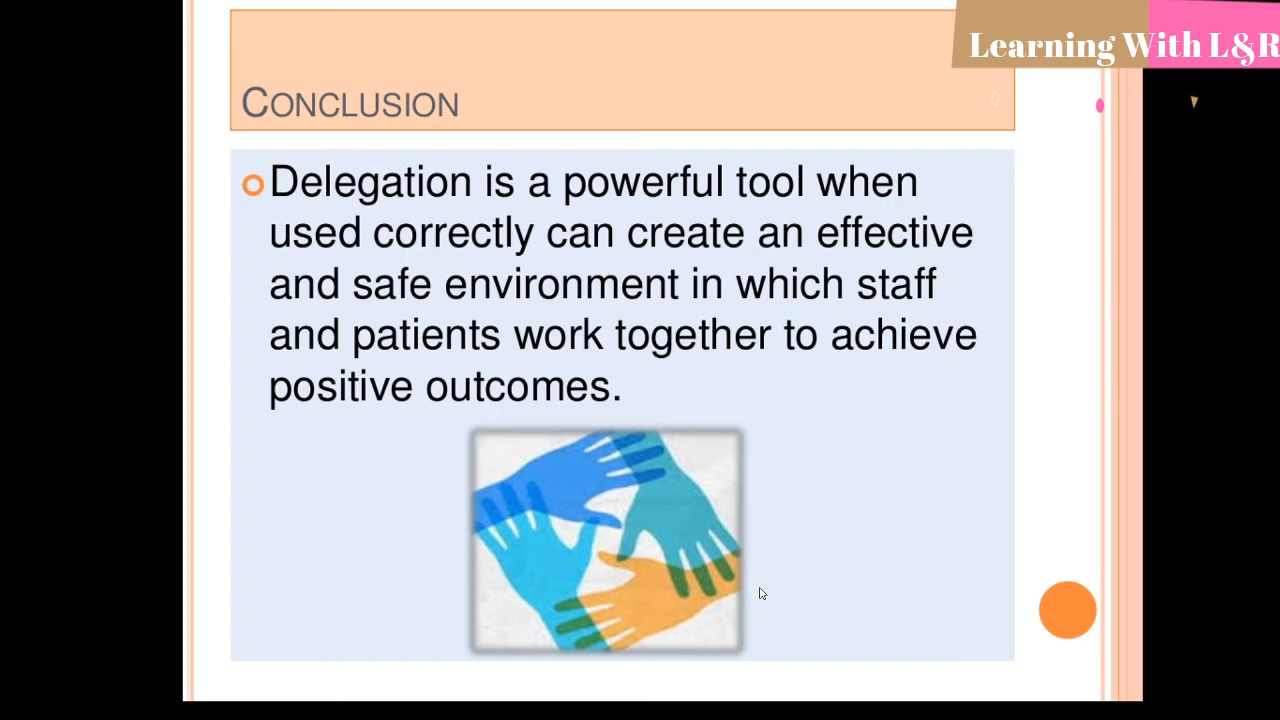 Learning With L&R
CONCLUSION
Delegation is a powerful tool when
used correctly can create an effective
and safe environment in which staff
and patients work together to achieve
positive outcomes.